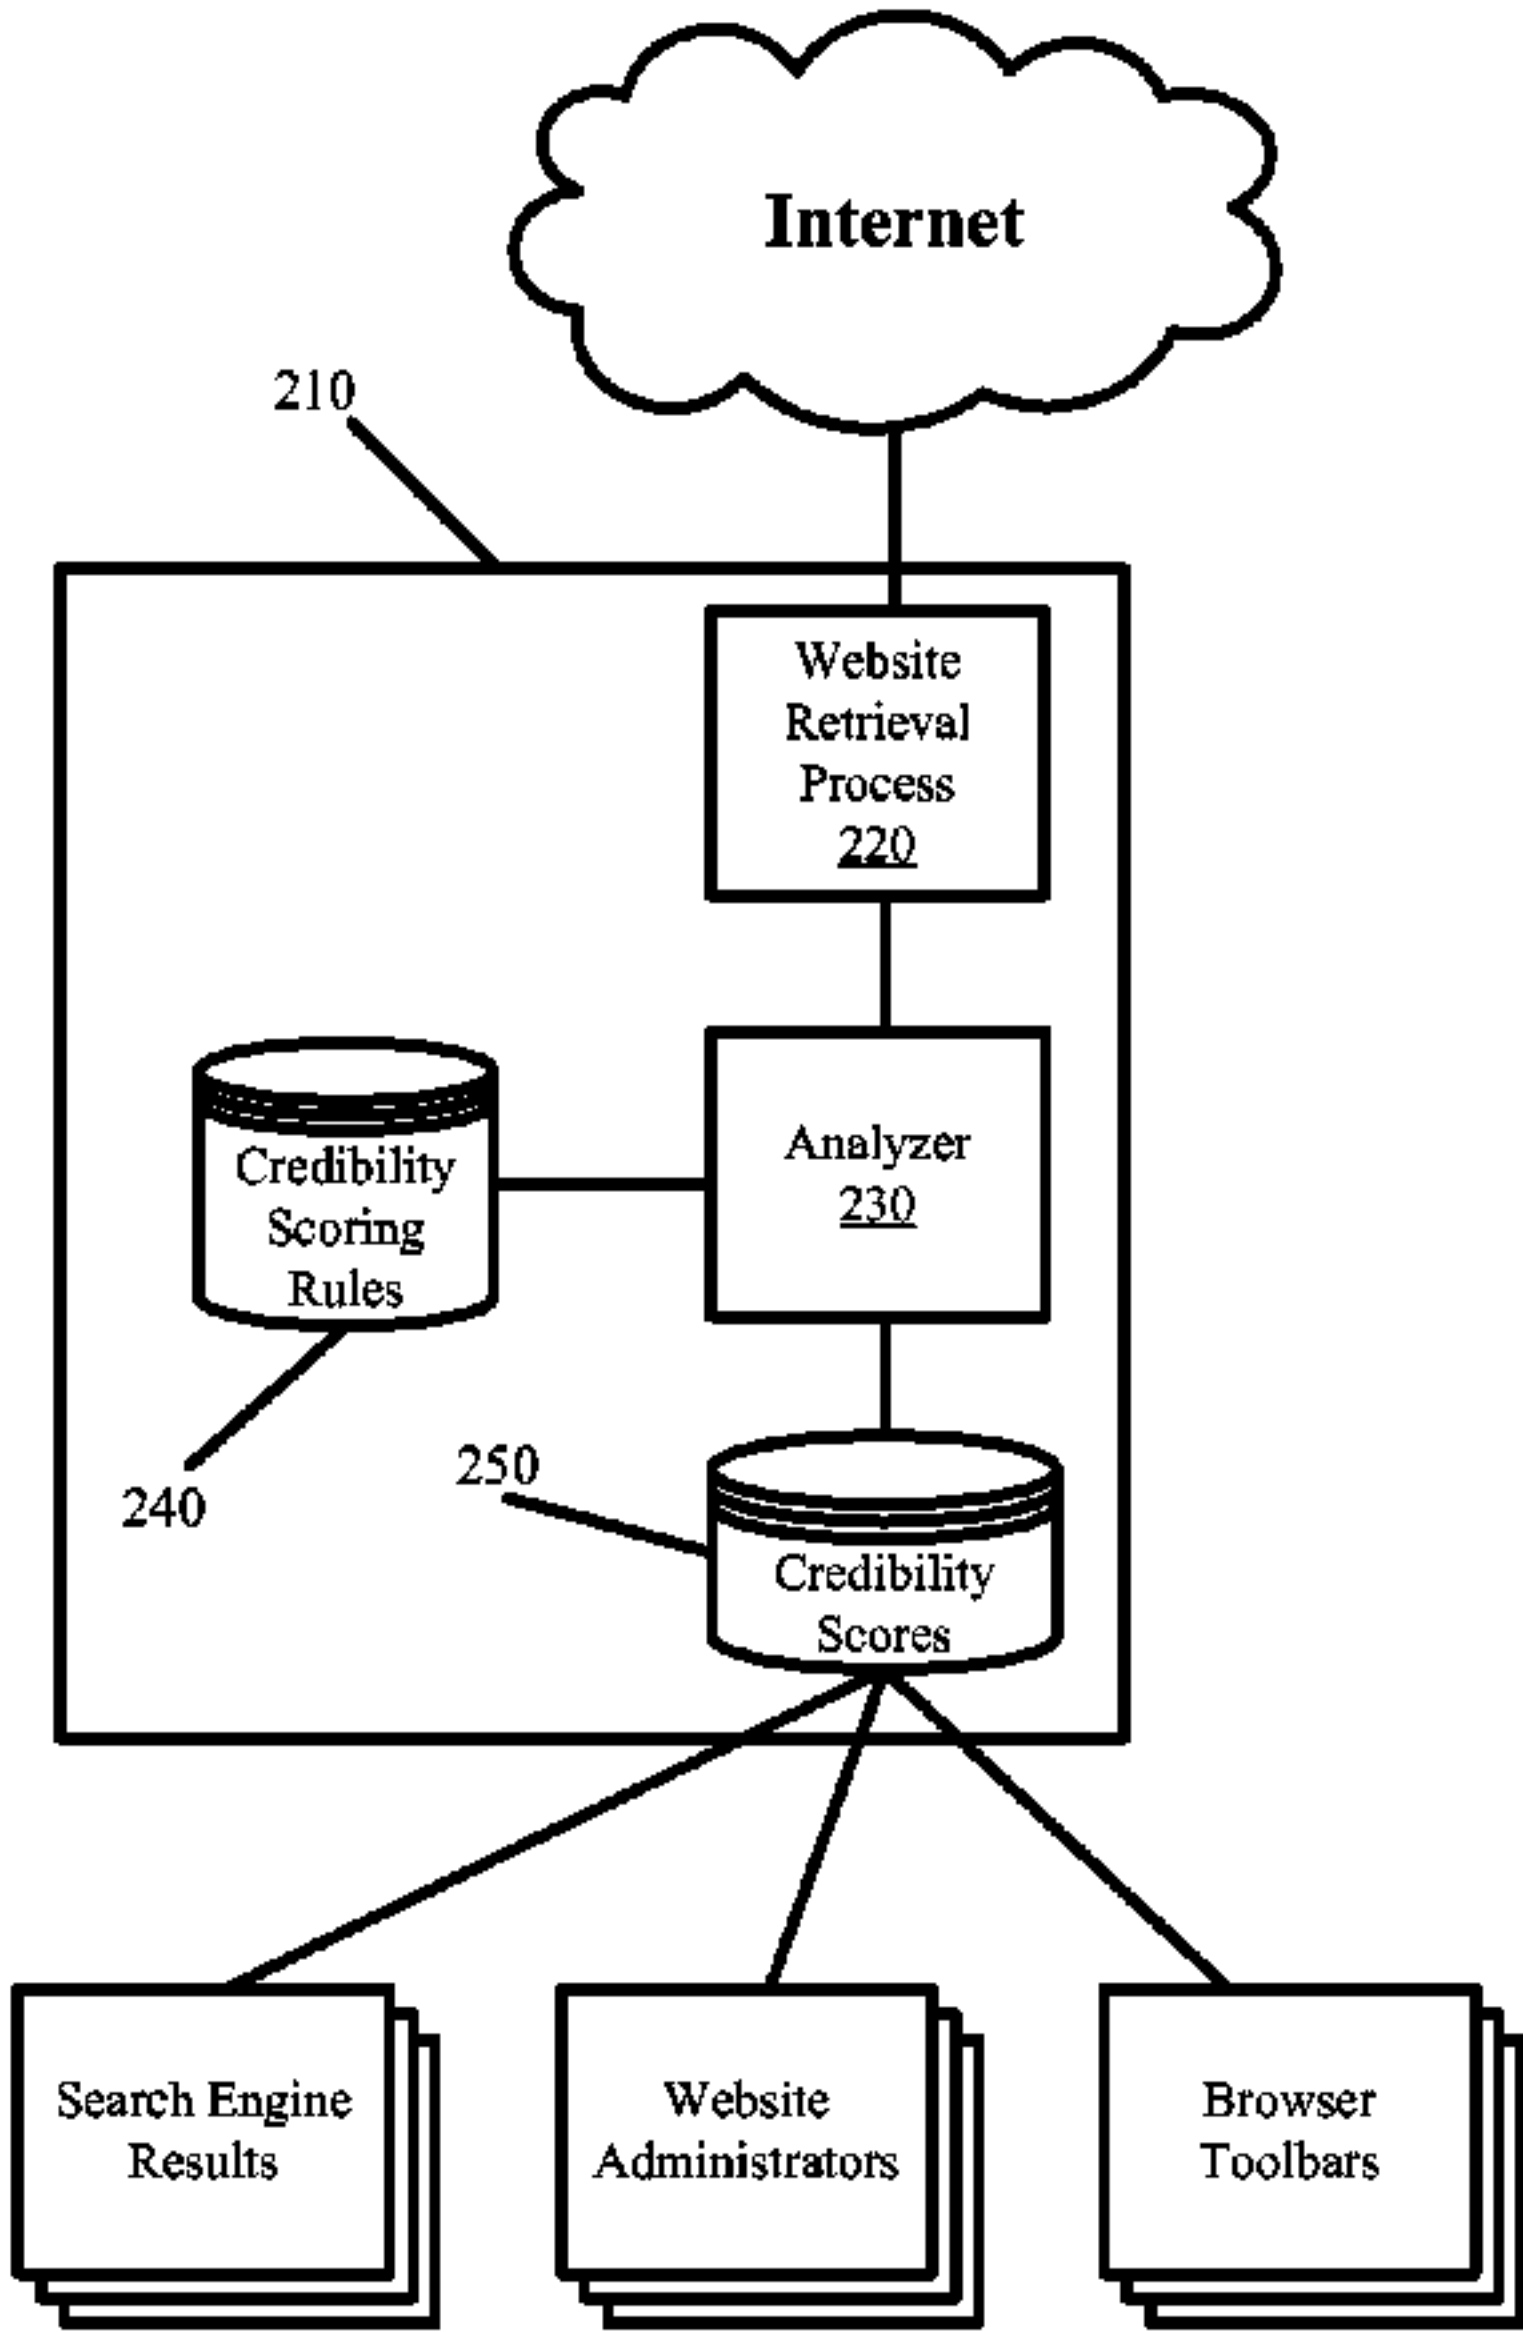 Internet
210
Website
Retrieval
Process
220
Credibility
Scoring
Rules
Analyzer
230
240
250
Credibility
Scores
Search Engine
Results
Website
Administrators
Browser
Toolbars